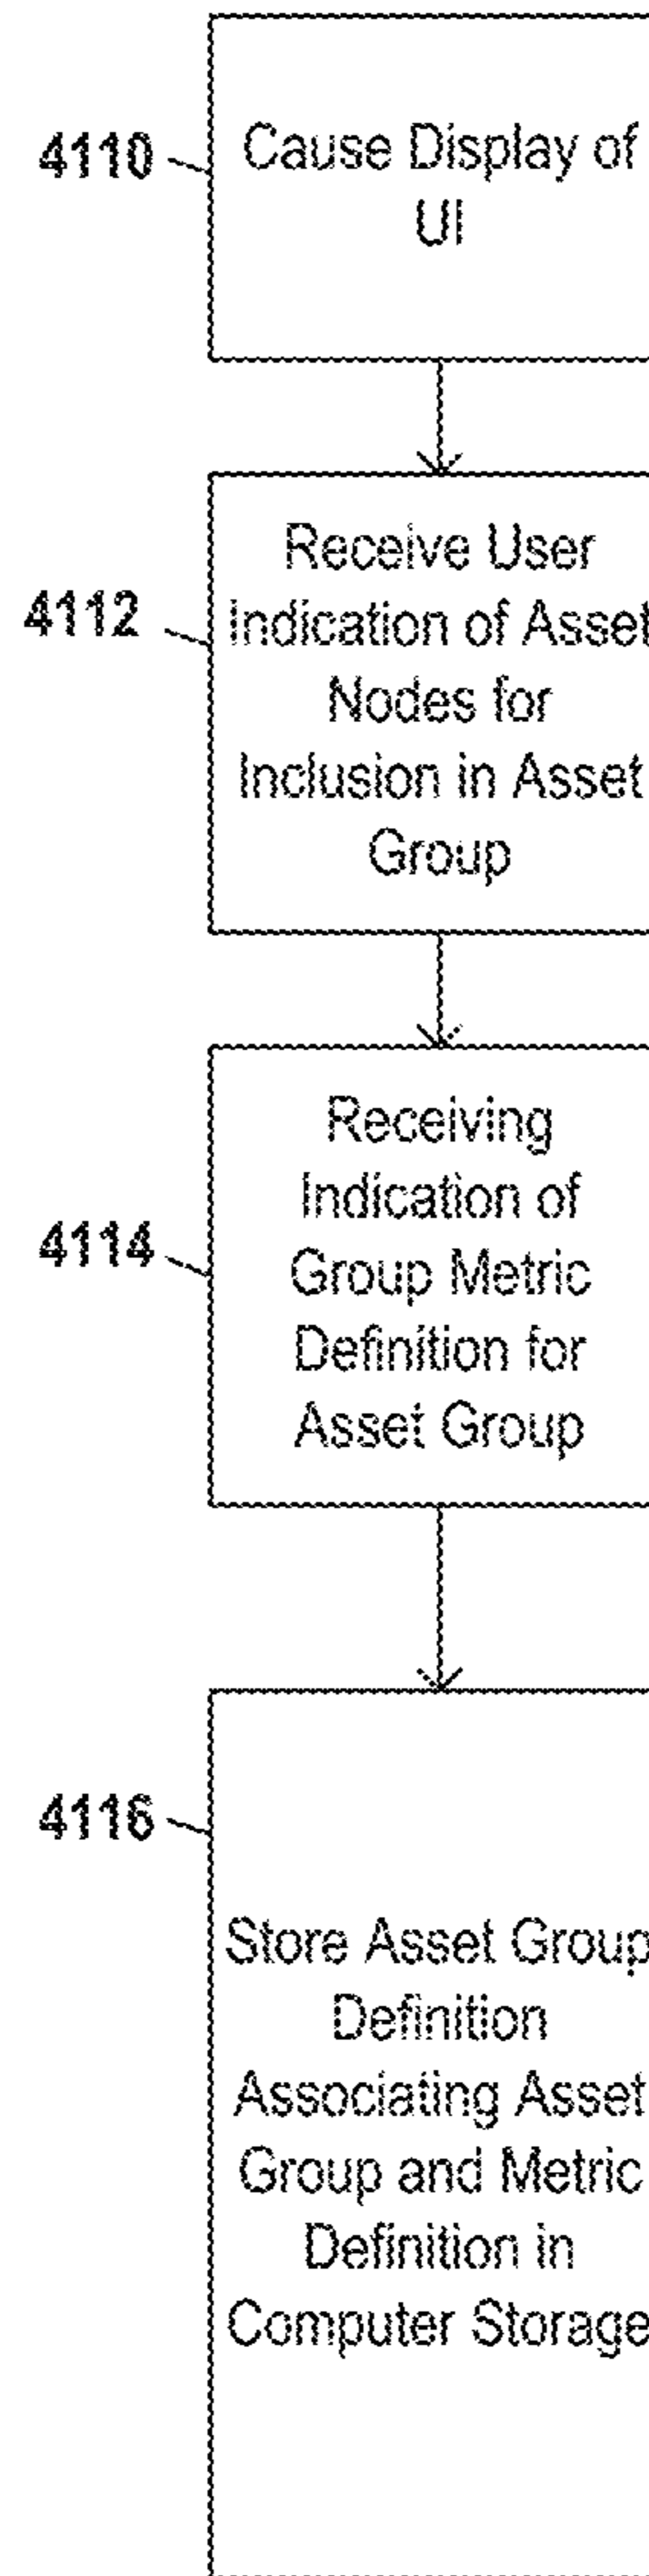 4110
Cause Display of
UI
4112
Receive User
Indication of Asset
Nodes for
Inclusion in Asset
Group
4114
Receiving
Indication of
Group Metric
Definition for
Asset Group
4116
Store Asset Group
Definition
Associating Asset
Group and Metric
Definition in
Computer Storage